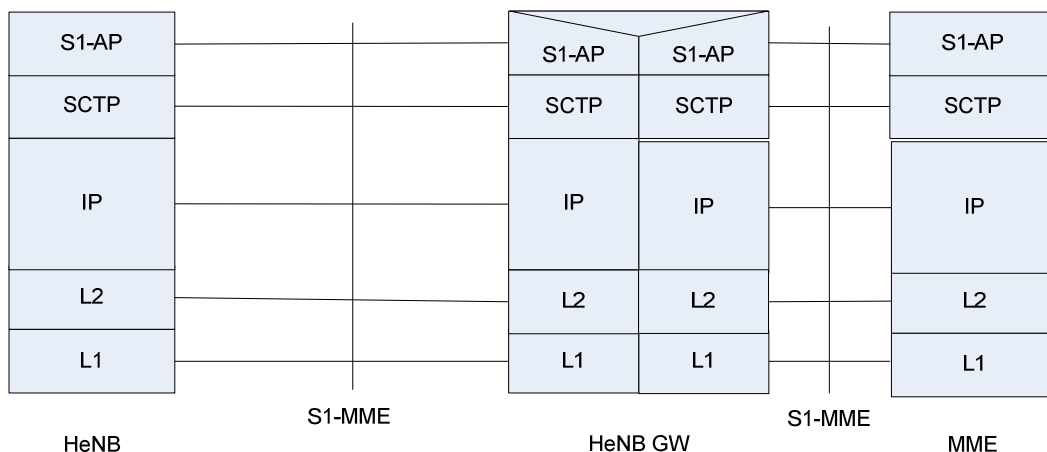 S1-AP S1-AP S1-AP S1-AP
SCTP SCTP SCTP SCTP
IP IP IP IP
L2 L2 L2 L2
L1 L1 L1 L1
S1-MME S1-MME
HeNB HeNB GW MME